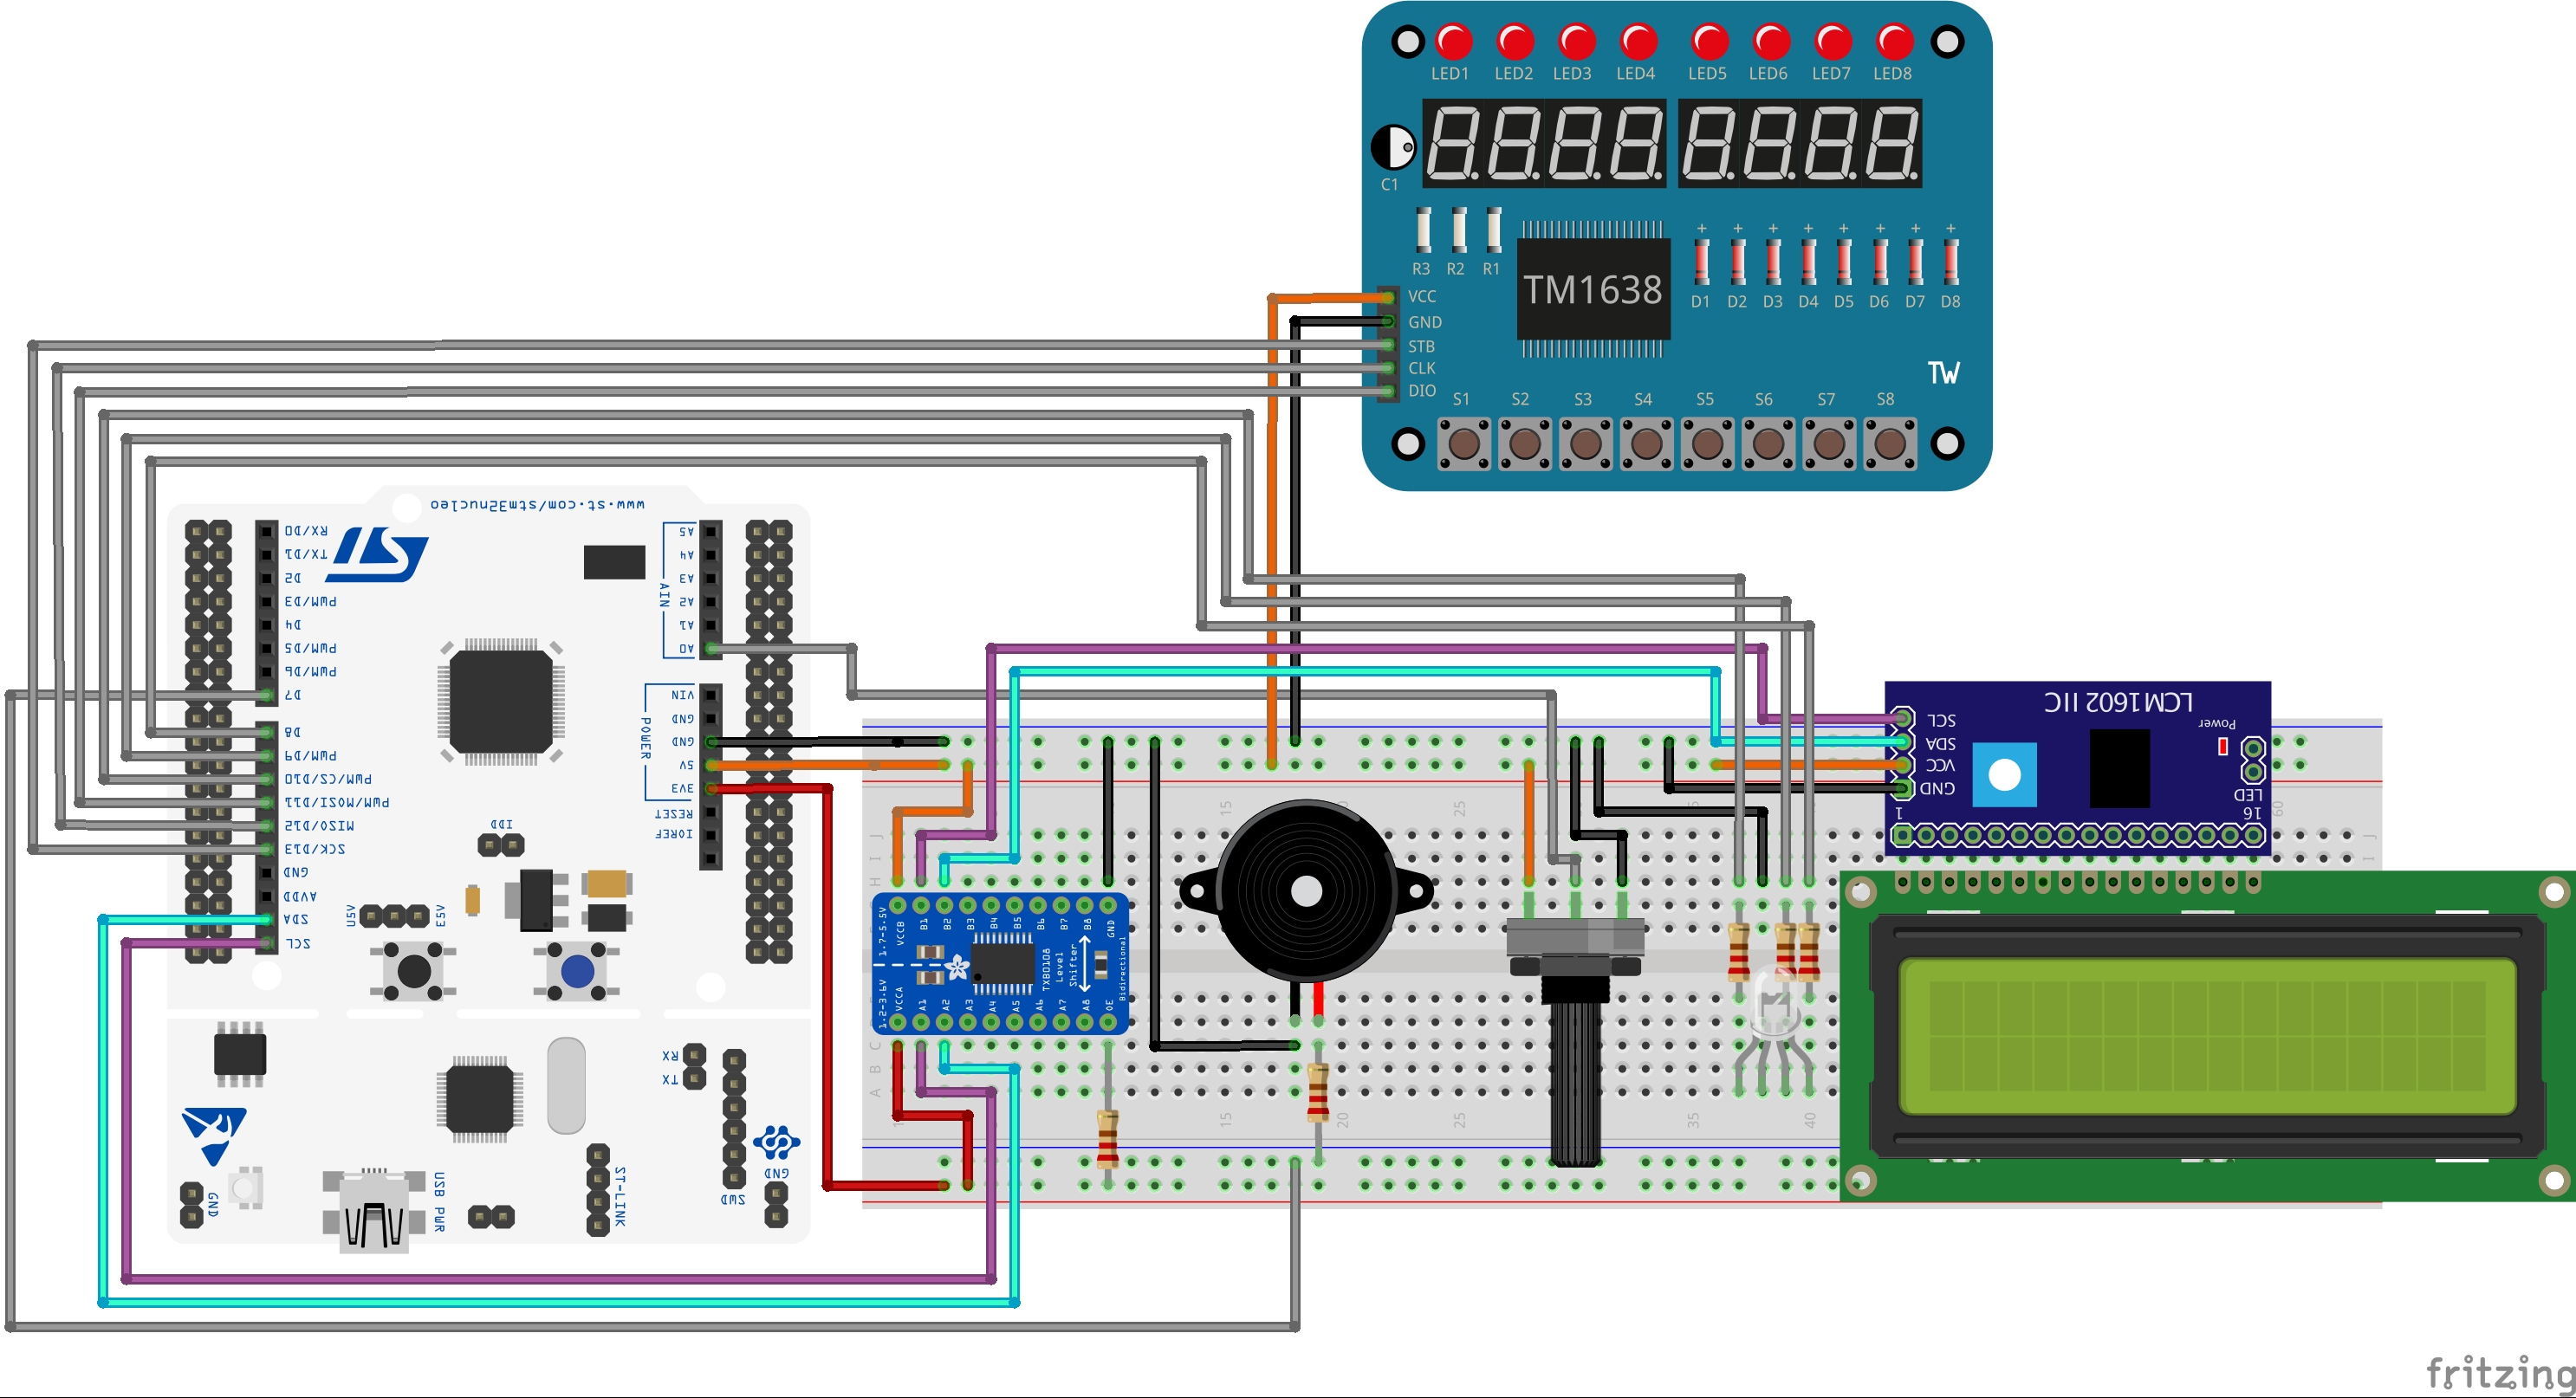 LED1 LED2 LED3 LED4 LED5 LED6 LED7 LED8
C1
R3 R2 R1
TM1638
+ + + + + + + +
D1 D2 D3 D4 D5 D6 D7 D8
VCC
GND
STB
CLK
DIO
TW
S1 S2 S3 S4 S5 S6 S7 S8
www.st.com/stm32nucleo
RX/D0
TX/D1
D2
PWM/D3
D4
PWM/D5
PWM/D6
D7
D8
PWM/D9
PWM/CS/D10
PWM/MOSI/D11
MISO/D12
SCK/D13
GND
AVDD
SDA
SCL
A5
A4
A3
A2
A1
A0
AIN
VIN
GND
GND
5V
3V3
RESET
IOREF
POWER
IDD
U5V
E5V
RX
TX
SWD
GND
ST-LINK
USB PWR
GND
LCM1602 IIC
SCL
SDA
VCC
GND
Power
LED
1 16
15 20 25 35 60
J J
I I
H
1.7-5.5V
VCCB B1 B2 B3 B4 B5 B6 B7 B8 GND
TXB0108
Level
Shifter
Bidirectional
1.2-3.6V
VCCA A1 A2 A3 A4 A5 A6 A7 A8 OE
C
B
A
1 15 20 25 35 40
fritzing